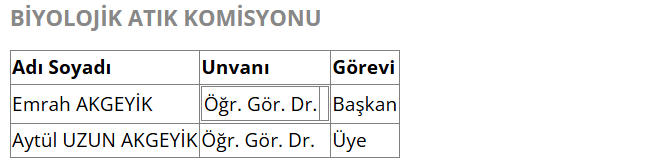 BİYOLOJİK ATIK KOMİSYONU
Adı Soyadı Unvanı Görevi
Emrah AKGEYİK Öğr. Gör. Dr. Başkan
Aytül UZUN AKGEYİK Öğr. Gör. Dr. Üye